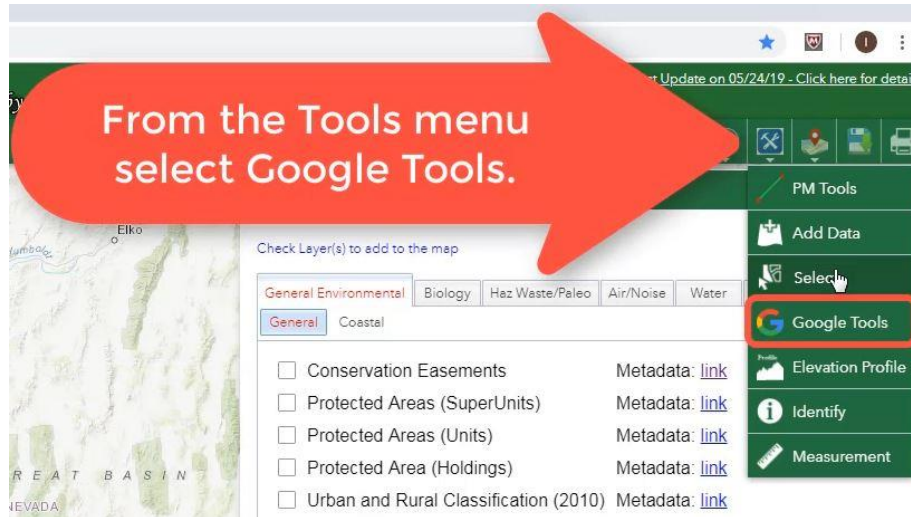 Update on 05/24/19 - Click here for detai
From the Tools menu
select Google Tools.
PM Tools
Add Data
Select
Google Tools
Profile
Elevation Profile
Identify
Measurement
Elko
Check Layer(s) to add to the map
General Environmental Biology Haz Waste/Paleo Air/Noise Water
General Coastal
Conservation Easements Metadata: link
Protected Areas (SuperUnits) Metadata: link
Protected Areas (Units) Metadata: link
Protected Area (Holdings) Metadata: link
Urban and Rural Classification (2010) Metadata: link
REAT BASIN
NEVADA